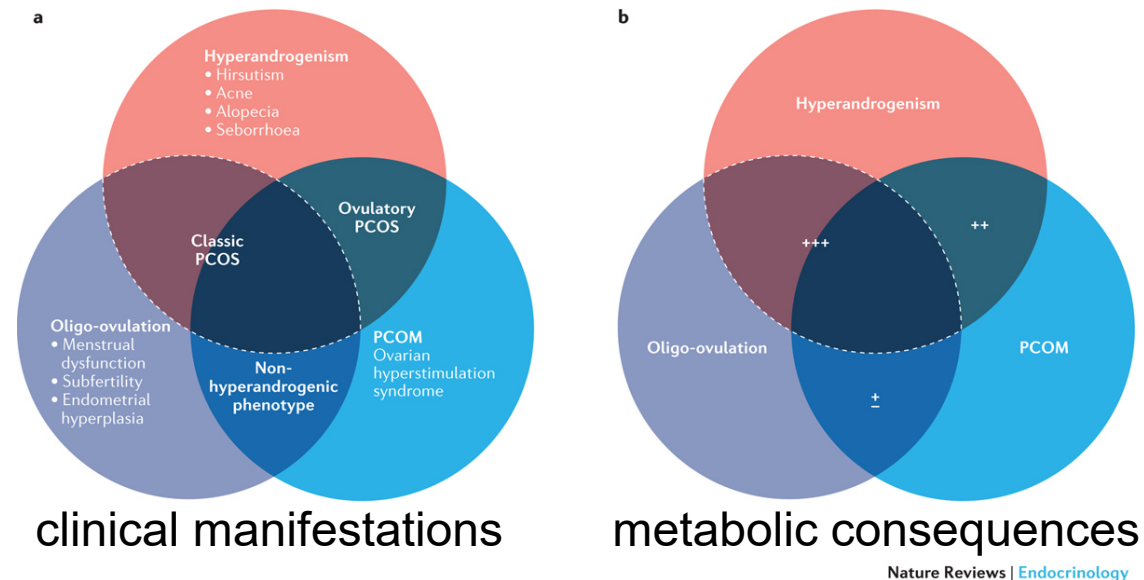 a
Hyperandrogenism
• Hirsutism
• Acne
• Alopecia
• Seborrhoea
Ovulatory
PCOS
Classic
PCOS
Oligo-ovulation
• Menstrual
dysfunction
• Subfertility
• Endometrial
hyperplasia
PCOM
Ovarian
hyperstimulation
syndrome
Non-
hyperandrogenic
phenotype
clinical manifestations
b
Hyperandrogenism
++
+++
Oligo-ovulation
PCOM
±
metabolic consequences
Nature Reviews | Endocrinology